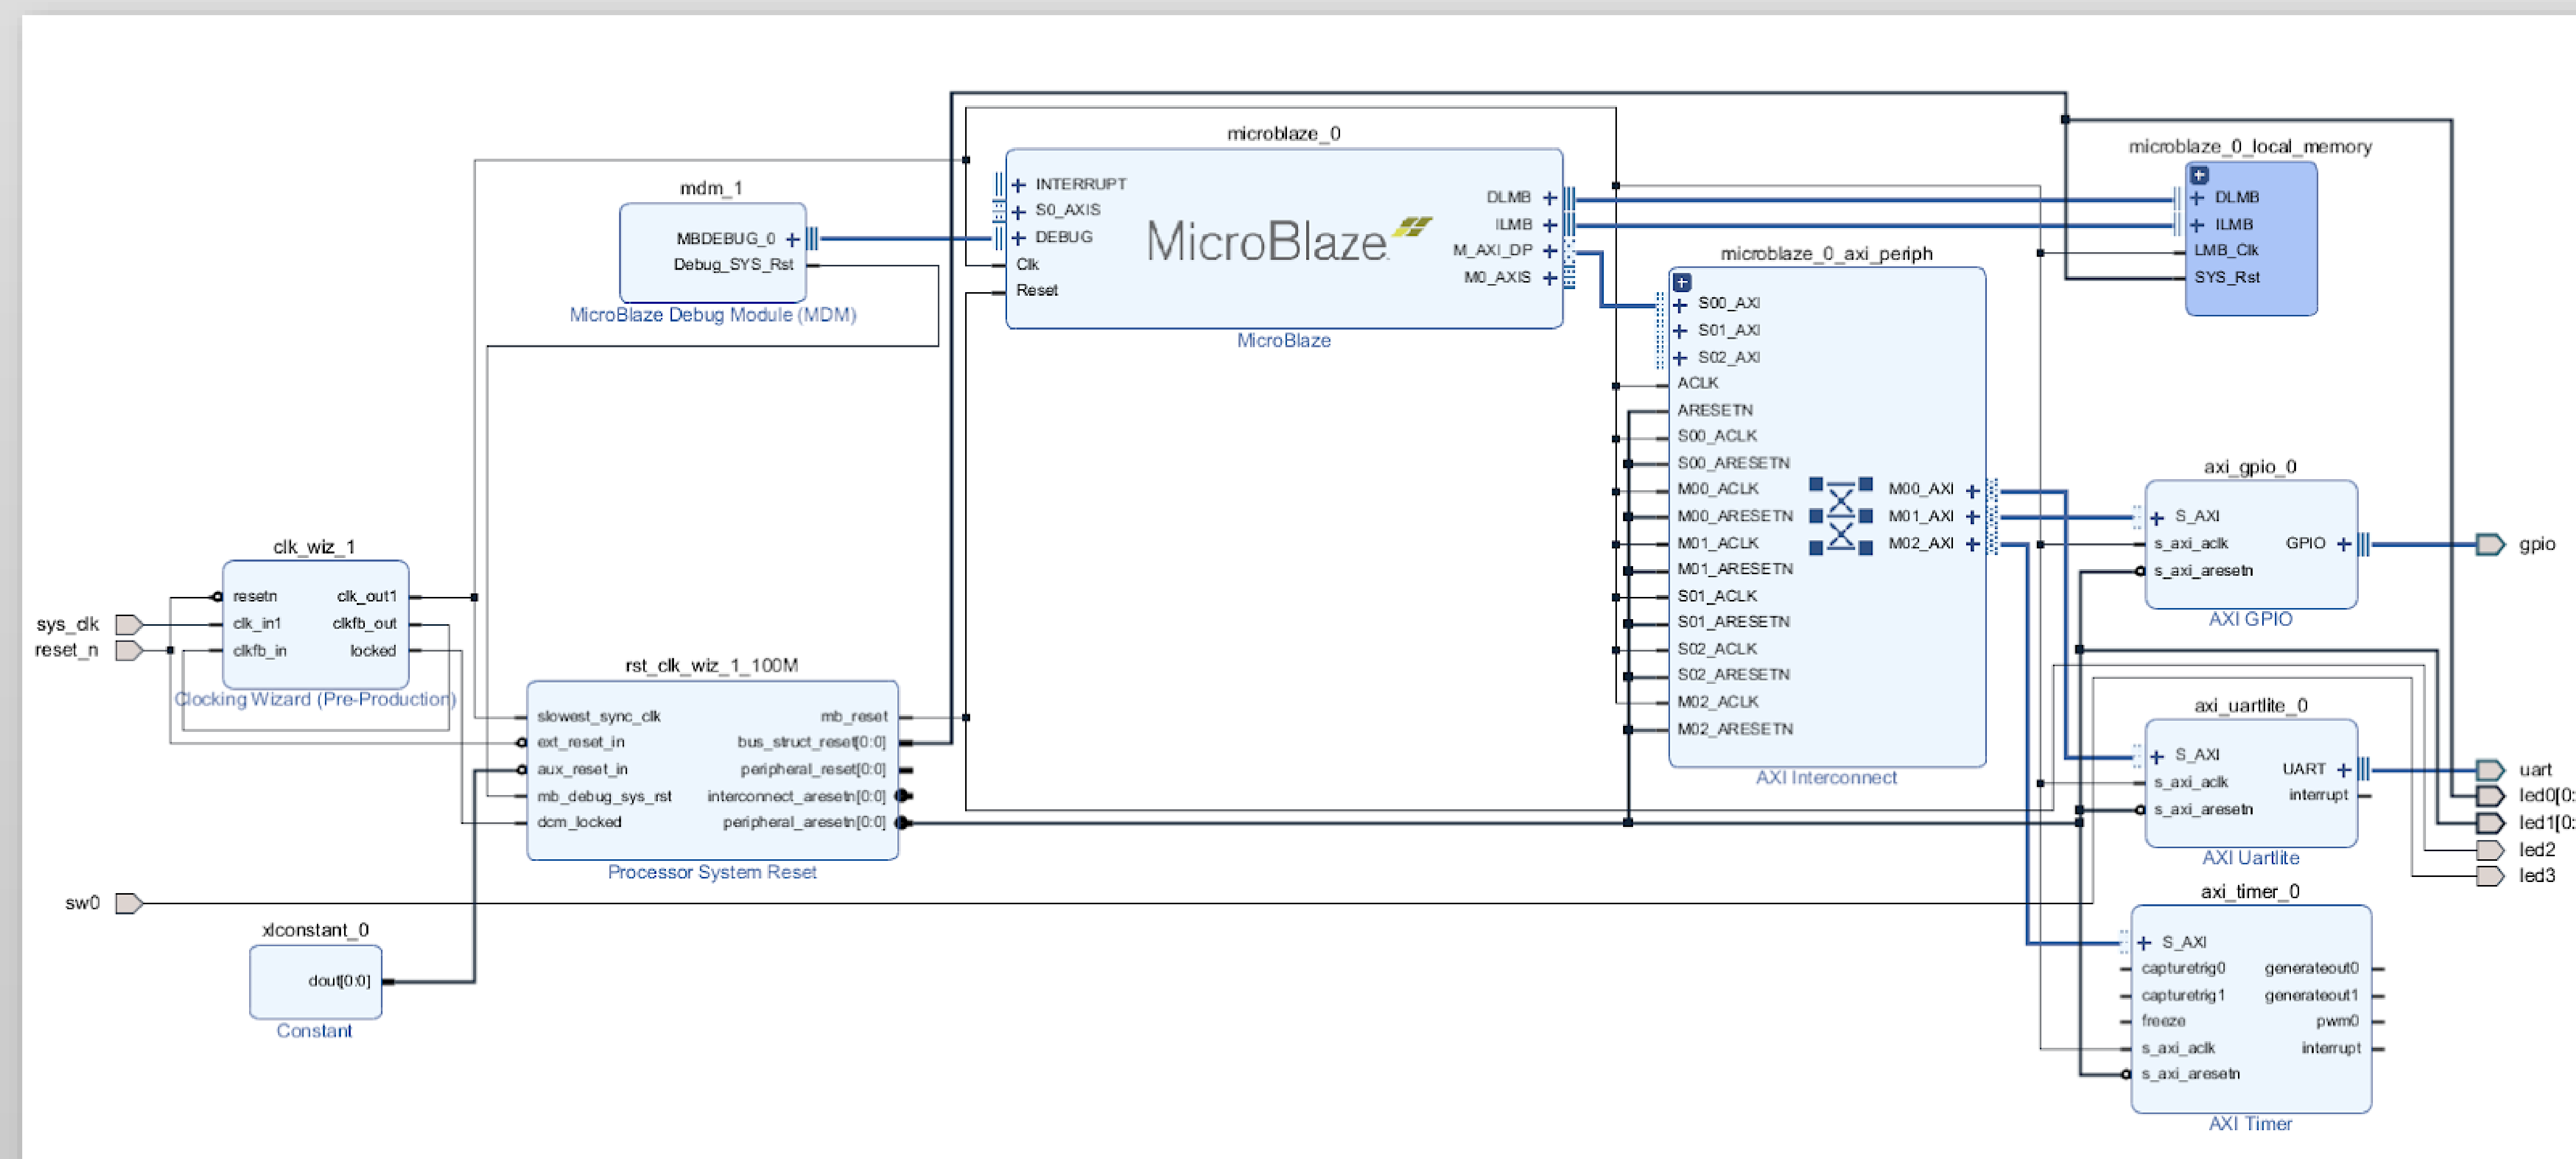 microblaze_0
INTERRUPT
S0_AXIS
DEBUG
Clk
Reset
MicroBlaze
DLMB
ILMB
M_AXI_DP
M0_AXIS
MicroBlaze
mdm_1
MBDEBUG_0
Debug_SYS_Rst
MicroBlaze Debug Module (MDM)
microblaze_0_local_memory
DLMB
ILMB
LMB_Clk
SYS_Rst
microblaze_0_axi_periph
S00_AXI
S01_AXI
S02_AXI
ACLK
ARESETN
S00_ACLK
S00_ARESETN
M00_ACLK
M00_ARESETN
M01_ACLK
M01_ARESETN
S01_ACLK
S01_ARESETN
S02_ACLK
S02_ARESETN
M02_ACLK
M02_ARESETN
M00_AXI
M01_AXI
M02_AXI
AXI Interconnect
axi_gpio_0
S_AXI
s_axi_aclk
s_axi_aresetn
GPIO
AXI GPIO
gpio
clk_wiz_1
resetn
clk_in1
clkfb_in
clk_out1
clkfb_out
locked
Clocking Wizard (Pre-Production)
sys_clk
reset_n
rst_clk_wiz_1_100M
slowest_sync_clk
ext_reset_in
aux_reset_in
mb_debug_sys_rst
dcm_locked
mb_reset
bus_struct_reset[0:0]
peripheral_reset[0:0]
interconnect_aresetn[0:0]
peripheral_aresetn[0:0]
Processor System Reset
axi_uartlite_0
S_AXI
s_axi_aclk
s_axi_aresetn
UART
interrupt
AXI Uartlite
uart
led0[0:
led1[0:
led2
led3
sw0
xlconstant_0
dout[0:0]
Constant
axi_timer_0
S_AXI
capturetrig0
capturetrig1
freeze
s_axi_aclk
s_axi_aresetn
generateout0
generateout1
pwm0
interrupt
AXI Timer